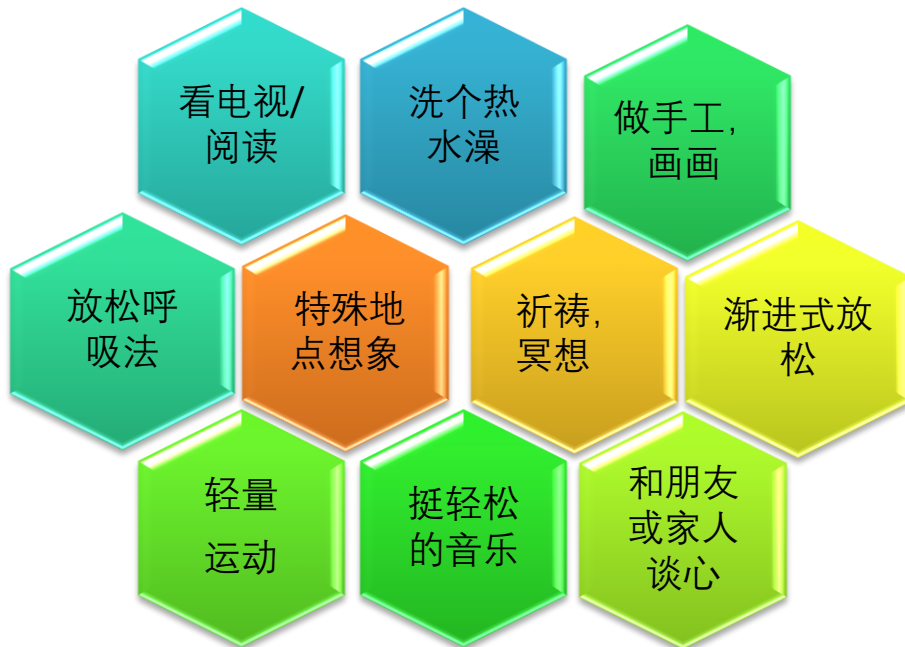 看电视/
阅读
洗个热
水澡
做手工,
画画
放松呼
吸法
特殊地
点想象
祈祷,
冥想
渐进式放
松
轻量
运动
挺轻松
的音乐
和朋友
或家人
谈心